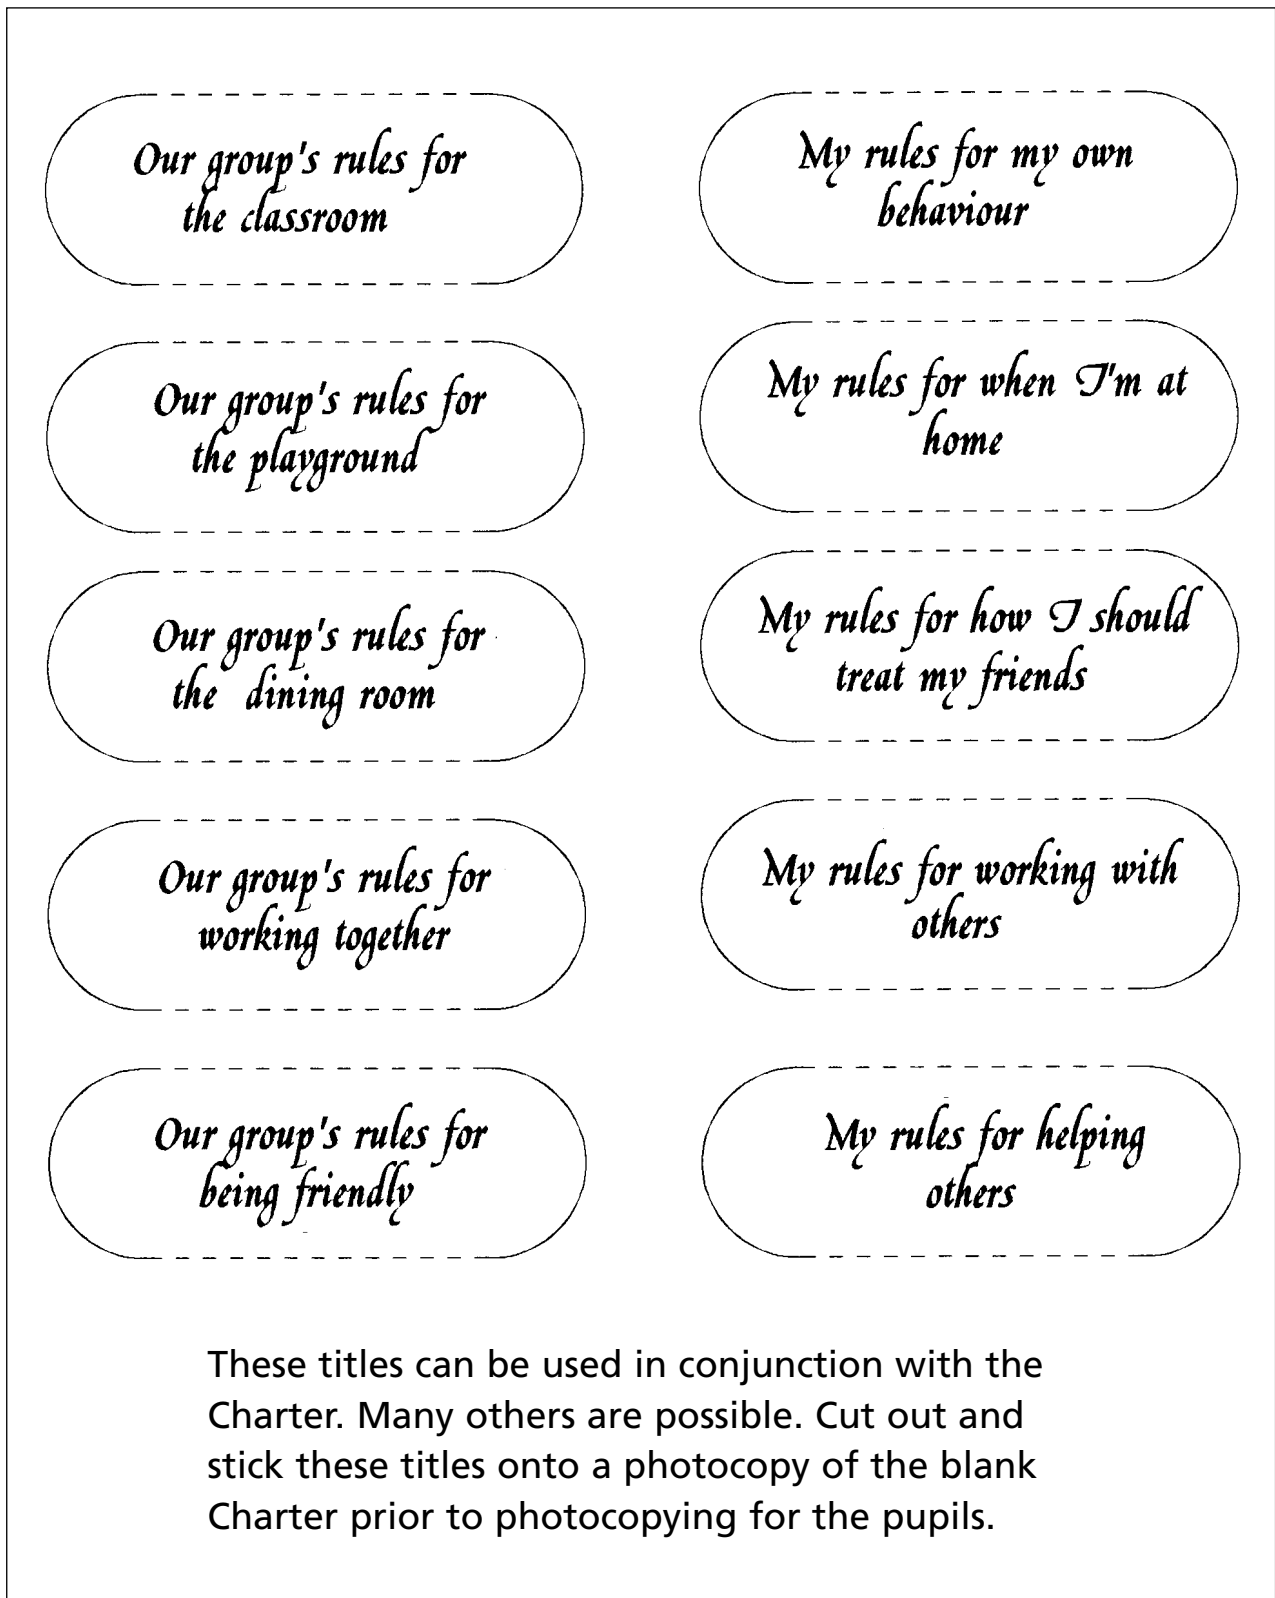 Our group's rules for
the classroom
Our group's rules for
the playground
Our group's rules for
the dining room
Our group's rules for
working together
Our group's rules for
being friendly
My rules for my own
behaviour
My rules for when I'm at
home
My rules for how I should
treat my friends
My rules for working with
others
My rules for helping
others
These titles can be used in conjunction with the
Charter. Many others are possible. Cut out and
stick these titles onto a photocopy of the blank
Charter prior to photocopying for the pupils.